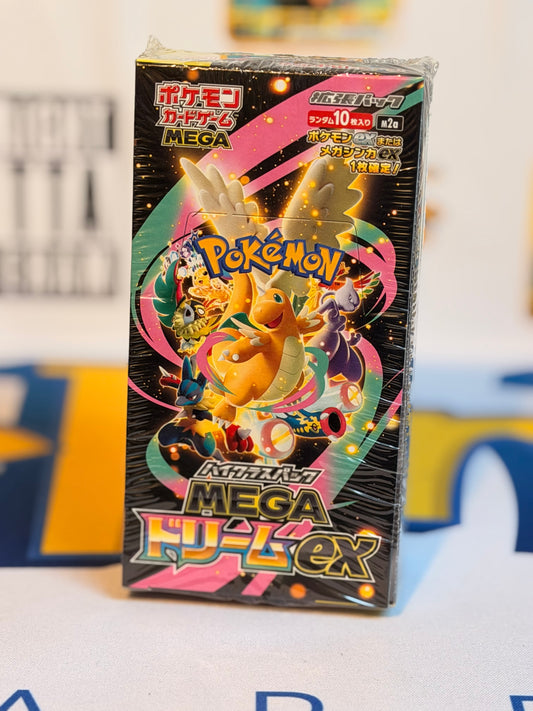 ポケモン
カードゲーム
MEGA
拡張パック
ランダム10枚入り
M2a
ポケモンexまたは
メガシンカex
1枚確定!
POKéMON
ハイクラスパック
MEGA
ドリームex